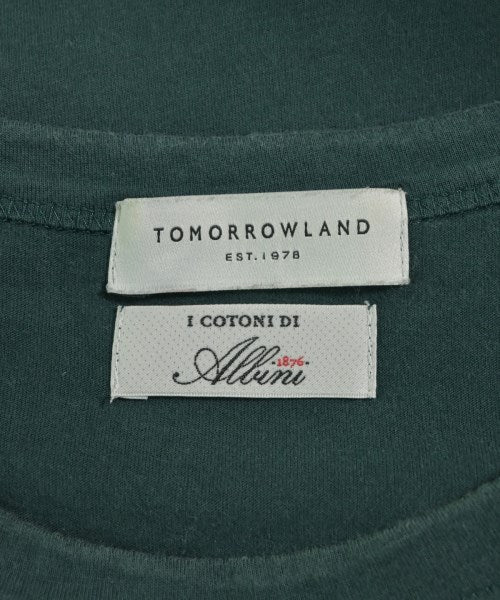 TOMORROWLAND
EST. 1978
I COTONI DI
-1876-
Albini